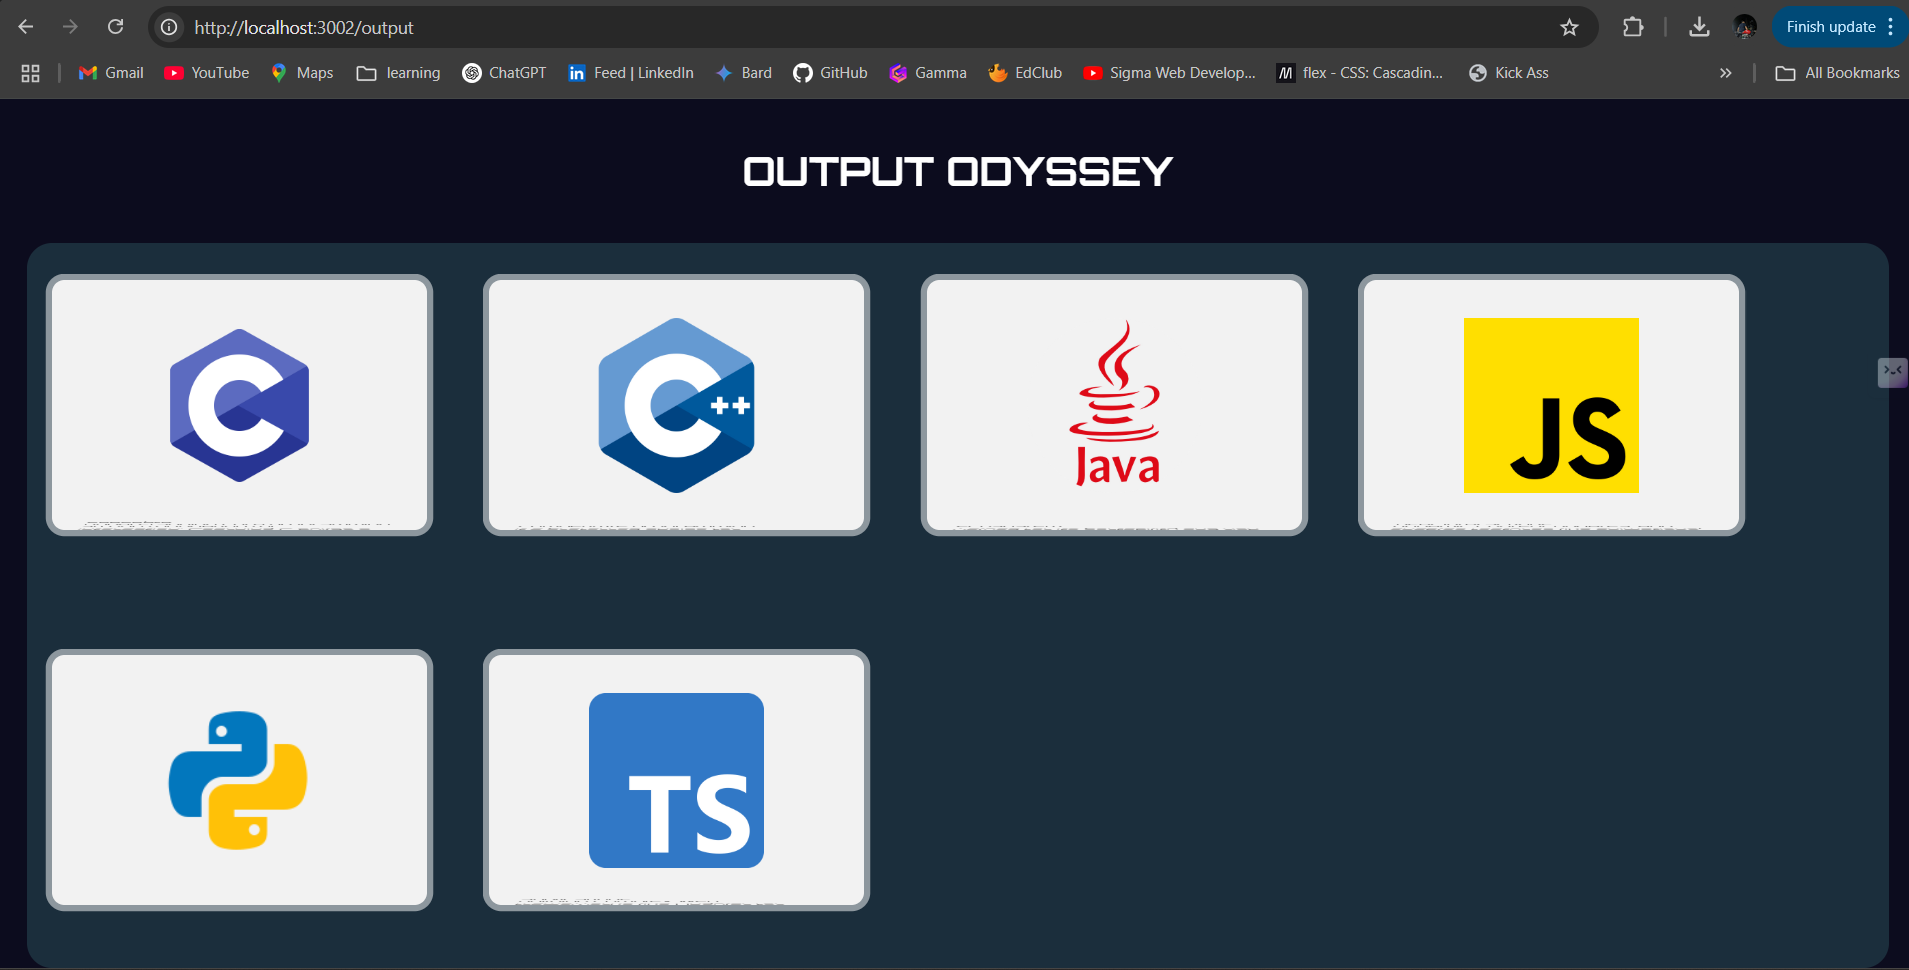 http://localhost:3002/output
Finish update
Gmail
YouTube
Maps
learning
ChatGPT
Feed | LinkedIn
Bard
GitHub
Gamma
EdClub
Sigma Web Develop...
flex - CSS: Cascadin...
Kick Ass
All Bookmarks
OUTPUT ODYSSEY
C
C++
Java
JS
TS